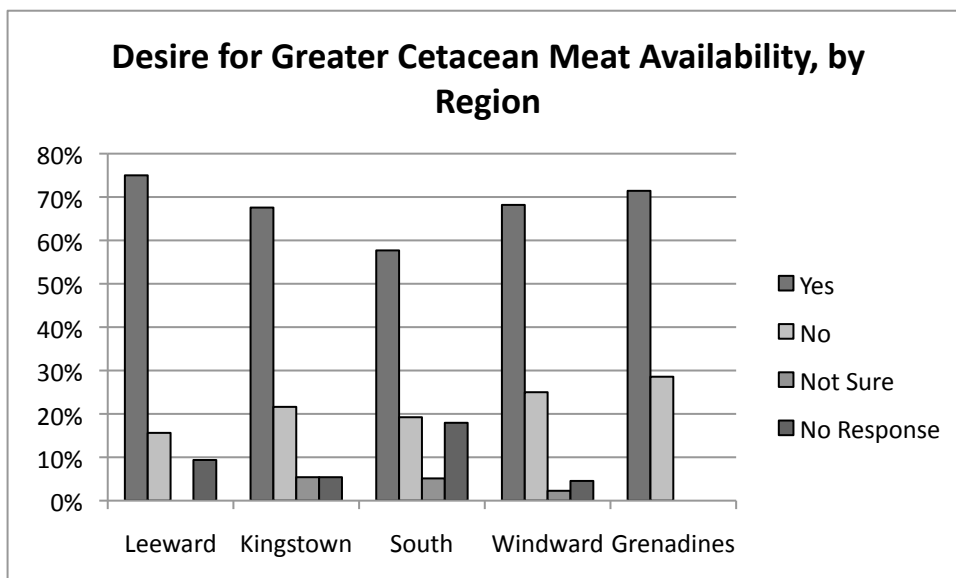 Desire for Greater Cetacean Meat Availability, by
Region
80%
70%
60%
50%
40%
30%
20%
10%
0%
Leeward Kingstown South Windward Grenadines
Yes
No
Not Sure
No Response